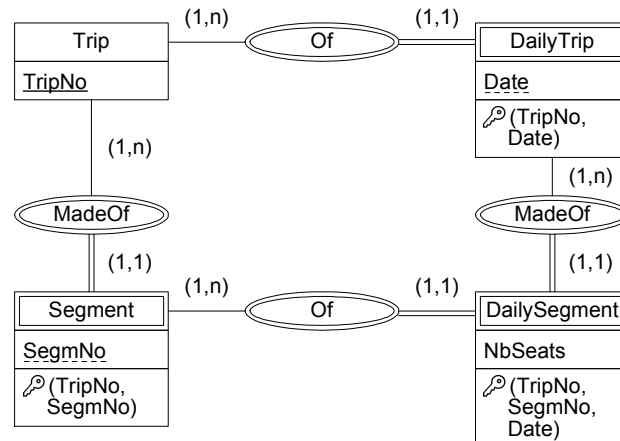 (1,n)
(1,1)
Trip
Of
DailyTrip
TripNo
Date
(TripNo,
Date)
(1,n)
(1,n)
MadeOf
MadeOf
(1,1)
(1,1)
(1,n)
(1,1)
Segment
Of
DailySegment
SegmNo
NbSeats
(TripNo,
SegmNo)
(TripNo,
SegmNo,
Date)